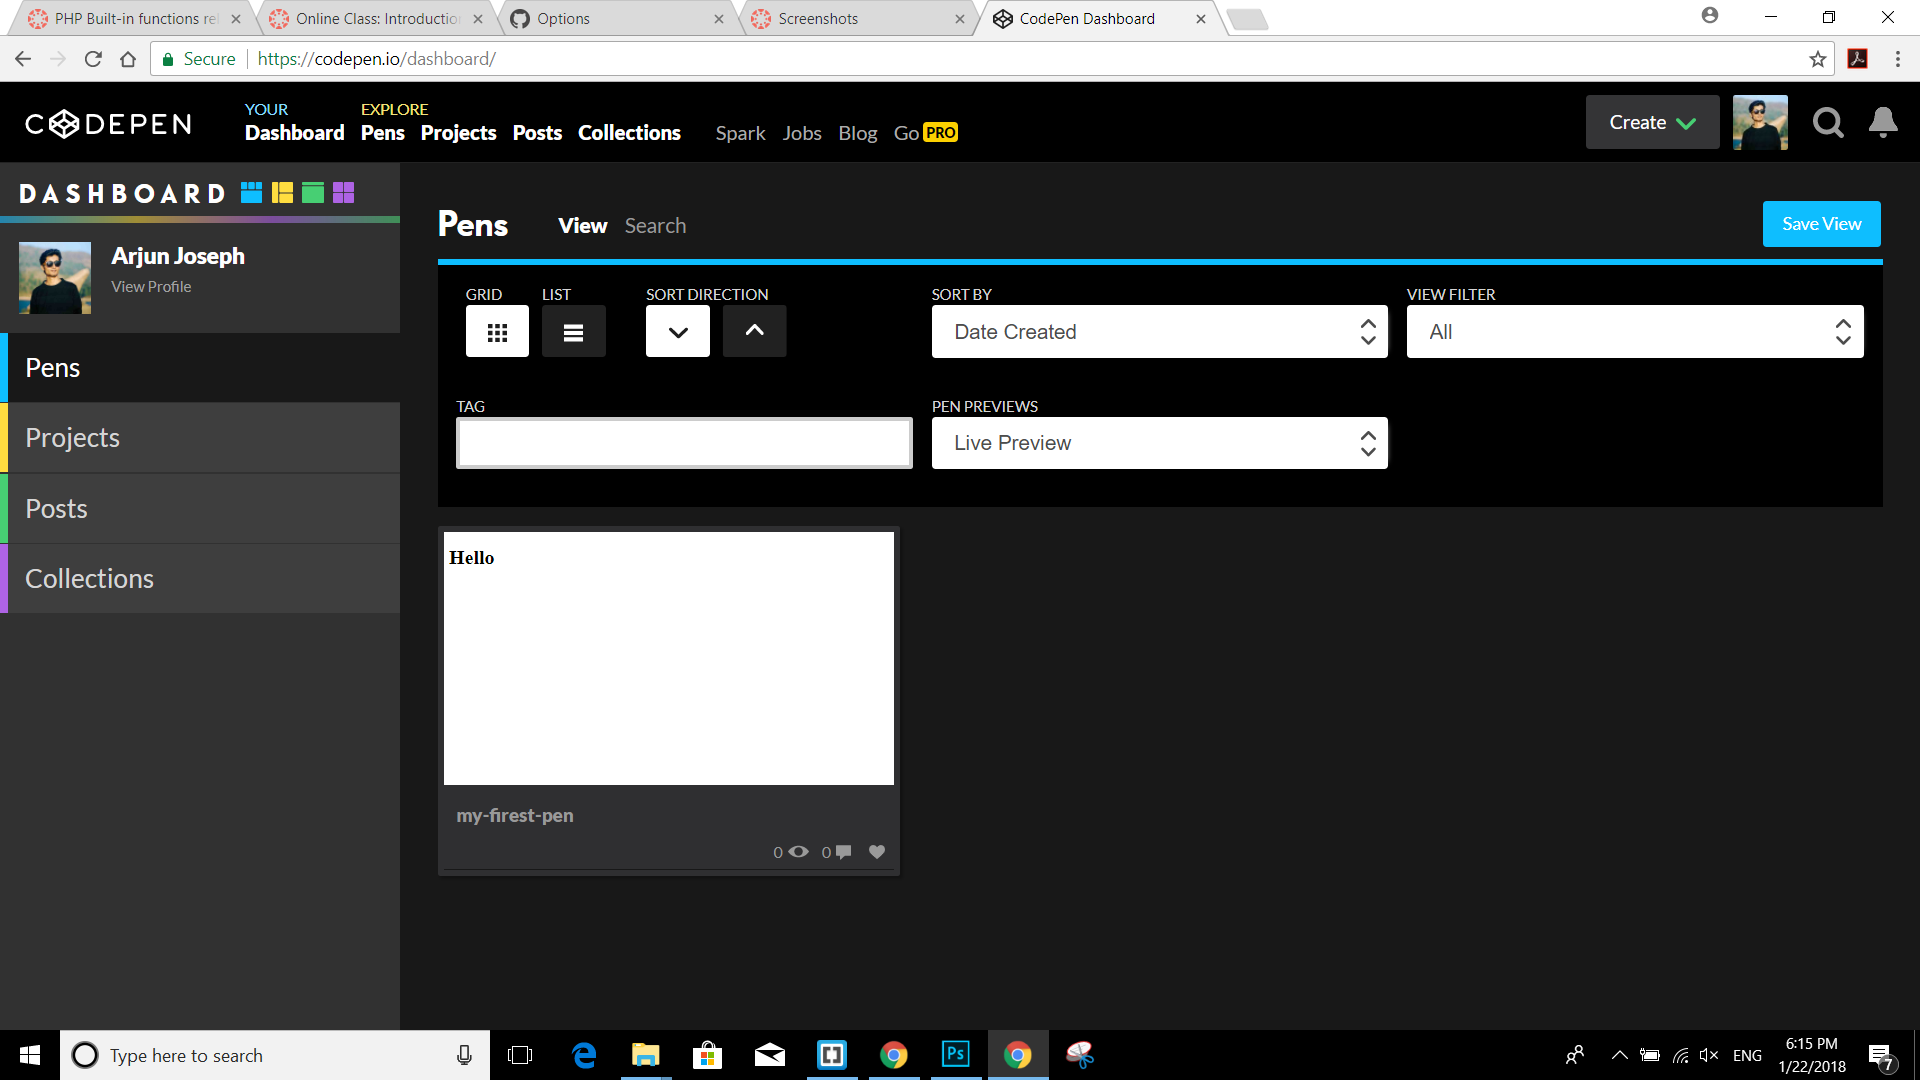 PHP Built-in functions rel
Online Class: Introduction
Options
Screenshots
CodePen Dashboard
Secure
https://codepen.io/dashboard/
CODEPEN
YOUR
Dashboard
EXPLORE
Pens Projects Posts Collections
Spark Jobs Blog Go PRO
Create
DASHBOARD
Arjun Joseph
View Profile
Pens
Projects
Posts
Collections
Pens
View Search
Save View
GRID
LIST
SORT DIRECTION
SORT BY
Date Created
VIEW FILTER
All
TAG
PEN PREVIEWS
Live Preview
Hello
my-firest-pen
0 0
Type here to search
Ps
ENG
6:15 PM
1/22/2018
7